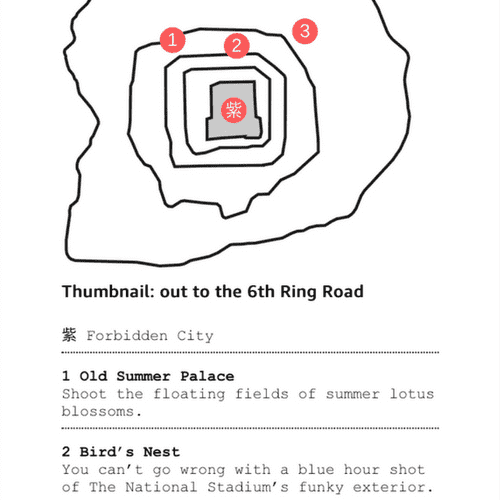 1
2
3
紫
Thumbnail: out to the 6th Ring Road
紫 Forbidden City
1 Old Summer Palace
Shoot the floating fields of summer lotus
blossoms.
2 Bird's Nest
You can't go wrong with a blue hour shot
of The National Stadium's funky exterior.